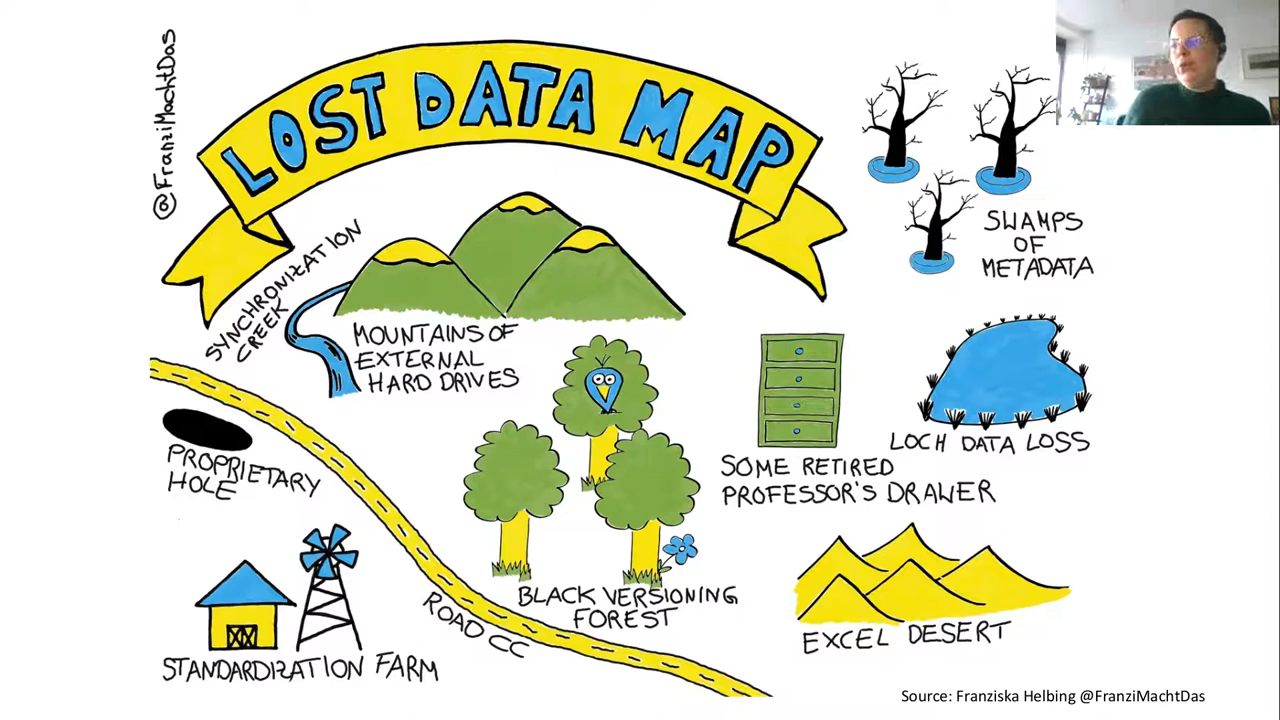 @FranziMachtDas
LOST DATA MAP
SWAMPS
OF
METADATA
SYNCHRONIZATION
CREEK
MOUNTAINS OF
EXTERNAL
HARD DRIVES
LOCH DATA LOSS
PROPRIETARY
HOLE
SOME RETIRED
PROFESSOR'S DRAWER
BLACK VERSIONING
FOREST
ROAD CC
EXCEL DESERT
STANDARDIZATION FARM
Source: Franziska Helbing @FranziMachtDas